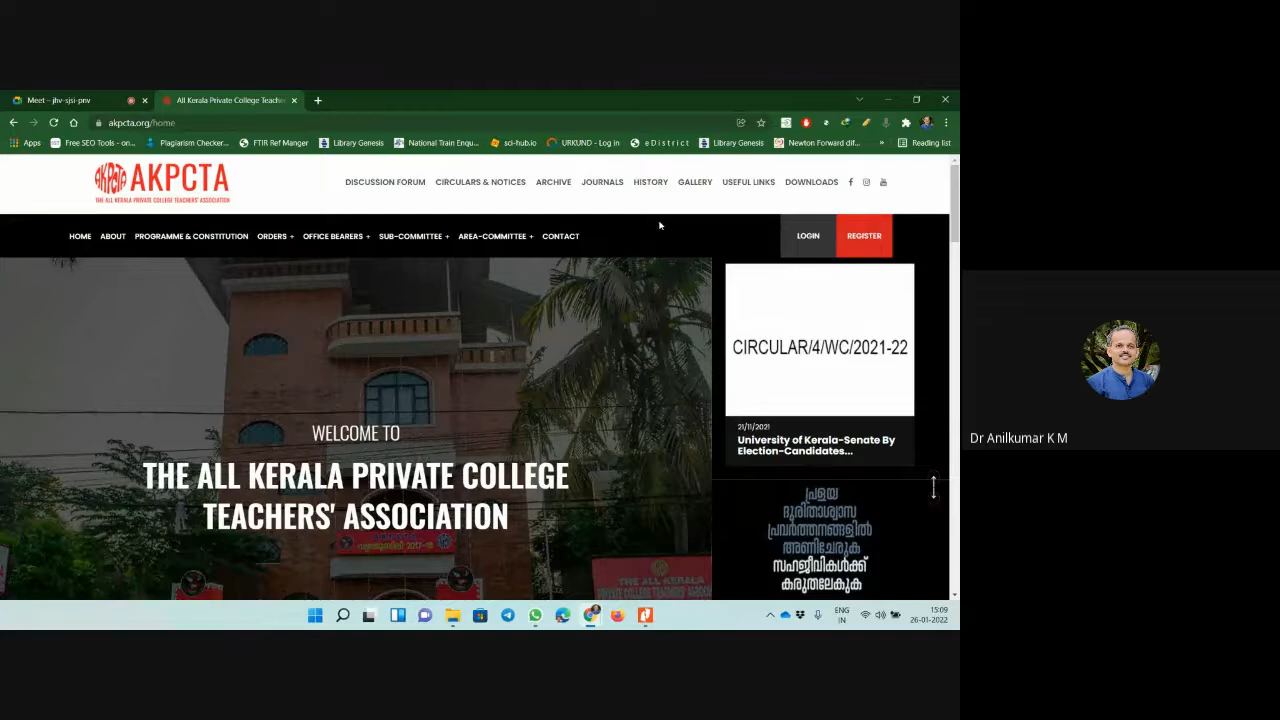 Meet – jhv-sjsi-pnv
All Kerala Private College Teache
akpcta.org/home
Apps
Free SEO Tools - on...
Plagiarism Checker...
FTIR Ref Manger
Library Genesis
National Train Enqu...
sci-hub.io
URKUND - Log in
e D i s t r i c t
Library Genesis
Newton Forward dif...
»
Reading list
AKPCTA
THE ALL KERALA PRIVATE COLLEGE TEACHERS' ASSOCIATION
DISCUSSION FORUM
CIRCULARS & NOTICES
ARCHIVE
JOURNALS
HISTORY
GALLERY
USEFUL LINKS
DOWNLOADS
HOME
ABOUT
PROGRAMME & CONSTITUTION
ORDERS +
OFFICE BEARERS +
SUB-COMMITTEE +
AREA-COMMITTEE +
CONTACT
LOGIN
REGISTER
CIRCULAR/4/WC/2021-22
21/11/2021
University of Kerala-Senate By
Election-Candidates...
WELCOME TO
THE ALL KERALA PRIVATE COLLEGE
TEACHERS' ASSOCIATION
പ്രളയ
ദുരിതാശ്വാസ
പ്രവർത്തനങ്ങളിൽ
അണിചേരുക
സഹജീവികൾക്ക്
കരുതലേകുക
THE ALL KERALA
ENG
IN
15:09
26-01-2022
Dr Anilkumar K M